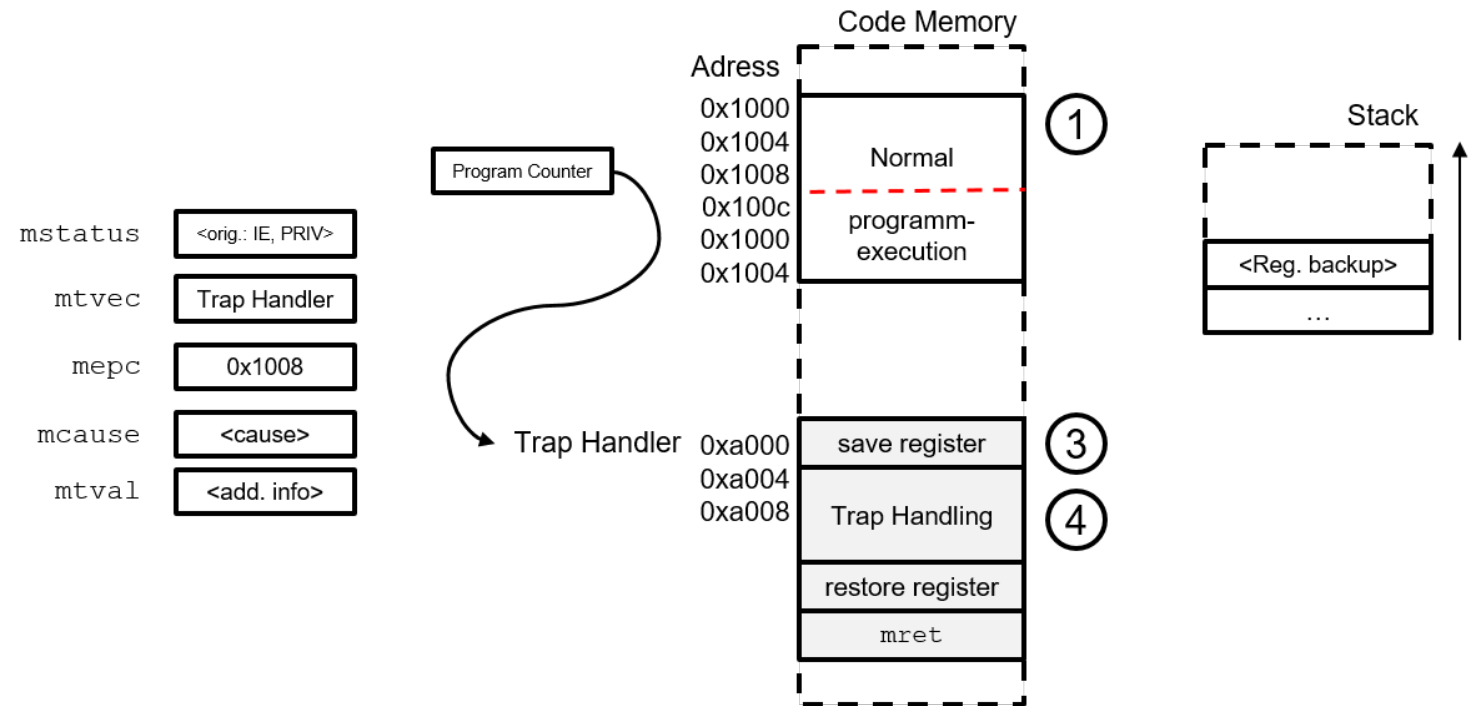 Code Memory
Adress
0x1000
0x1004
0x1008
0x100c
0x1000
0x1004
Normal
programm-
execution
1
Stack
<Reg. backup>
...
Program Counter
mstatus
<orig.: IE, PRIV>
mtvec
Trap Handler
mepc
0x1008
mcause
<cause>
mtval
<add. info>
Trap Handler
0xa000
0xa004
0xa008
save register
3
Trap Handling
4
restore register
mret